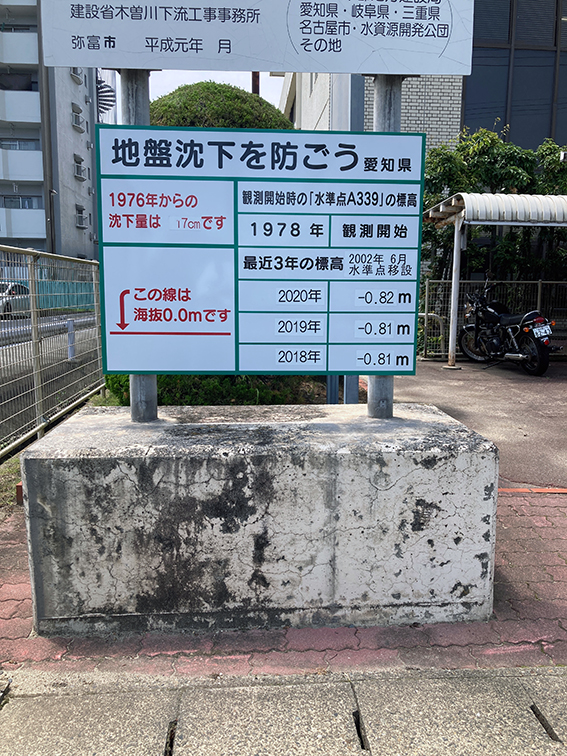 建設省木曽川下流工事事務所
弥富市 平成元年 月
愛知県・岐阜県・三重県
名古屋市・水資源開発公団
その他
地盤沈下を防ごう 愛知県
1976年からの
沈下量は 17cmです
この線は
海抜0.0mです
観測開始時の「水準点A339」の標高
1978年 観測開始
最近3年の標高 2002年 6月
水準点移設
2020年 -0.82m
2019年 -0.81m
2018年 -0.81m